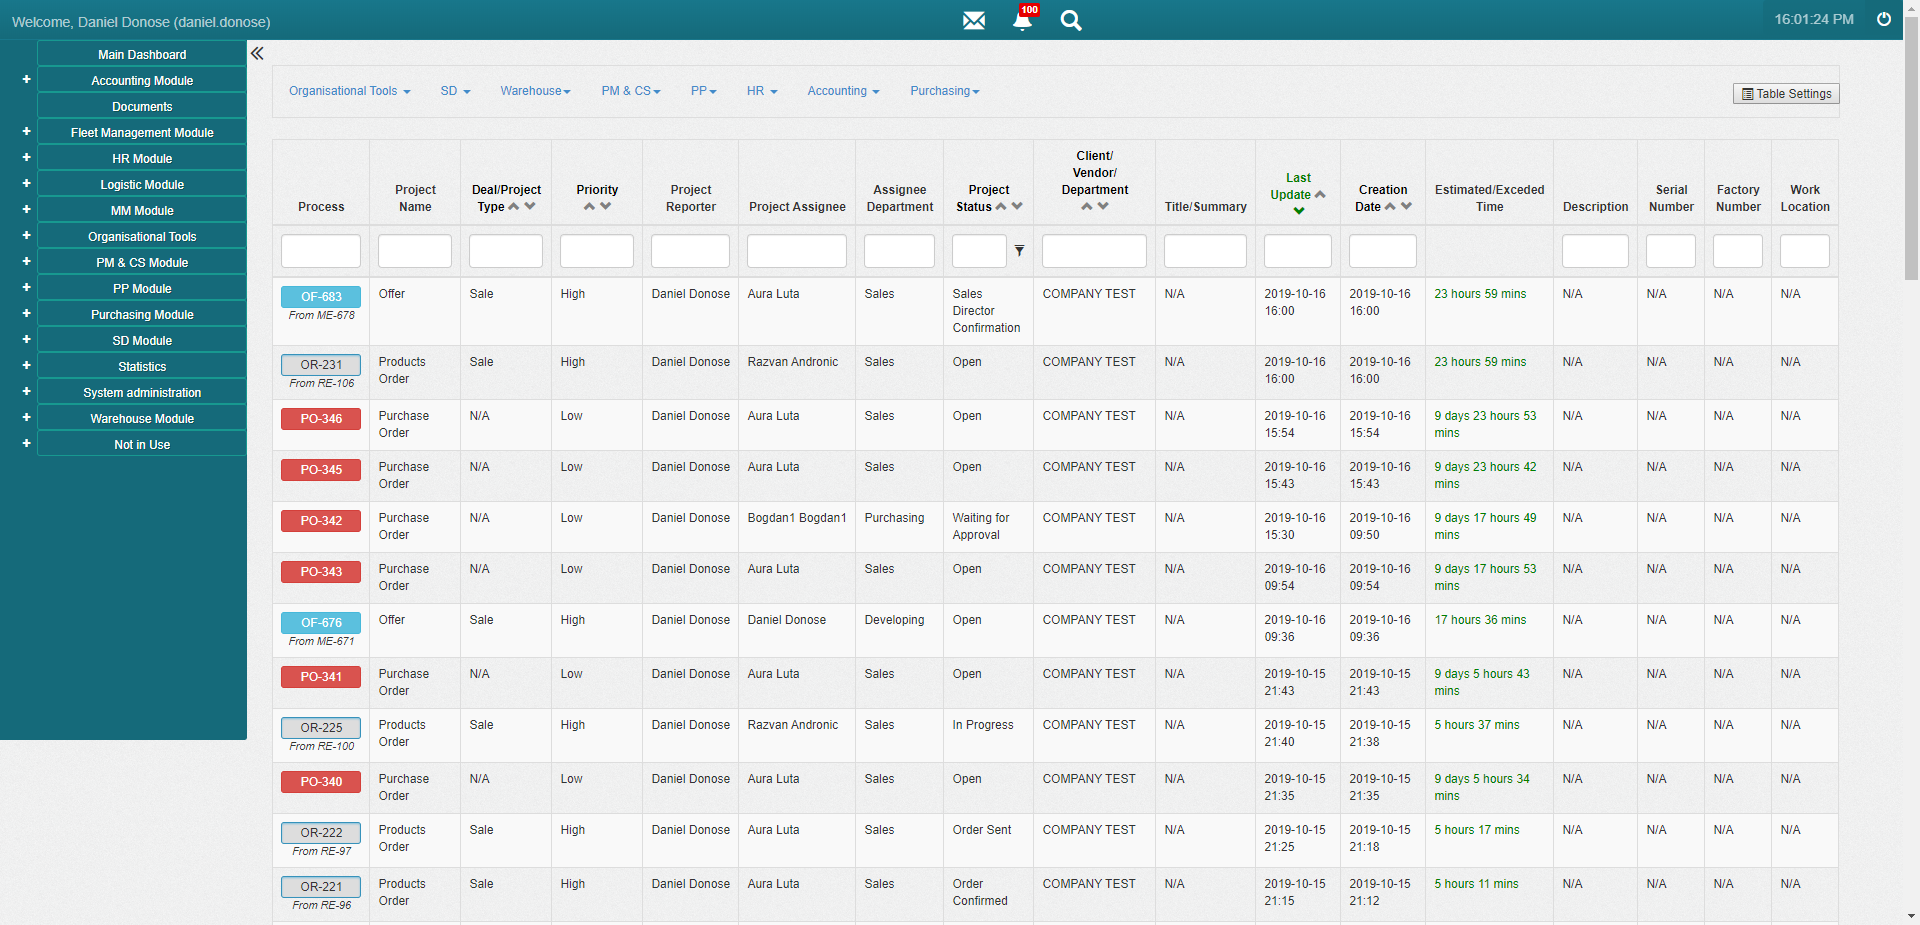 Welcome, Daniel Donose (daniel.donose)
100
16:01:24 PM
Main Dashboard
Accounting Module
Documents
Fleet Management Module
HR Module
Logistic Module
MM Module
Organisational Tools
PM & CS Module
PP Module
Purchasing Module
SD Module
Statistics
System administration
Warehouse Module
Not in Use
Organisational Tools SD Warehouse PM & CS PP HR Accounting Purchasing
Table Settings
Process
Project Name
Deal/Project Type
Priority
Project Reporter
Project Assignee
Assignee Department
Project Status
Client/ Vendor/ Department
Title/Summary
Last Update
Creation Date
Estimated/Exceded Time
Description
Serial Number
Factory Number
Work Location
OF-683 From ME-678 Offer Sale High Daniel Donose Aura Luta Sales Sales Director Confirmation COMPANY TEST N/A 2019-10-16 16:00 2019-10-16 16:00 23 hours 59 mins N/A N/A N/A N/A
OR-231 From RE-106 Products Order Sale High Daniel Donose Razvan Andronic Sales Open COMPANY TEST N/A 2019-10-16 16:00 2019-10-16 16:00 23 hours 59 mins N/A N/A N/A N/A
PO-346 Purchase Order N/A Low Daniel Donose Aura Luta Sales Open COMPANY TEST N/A 2019-10-16 15:54 2019-10-16 15:54 9 days 23 hours 53 mins N/A N/A N/A N/A
PO-345 Purchase Order N/A Low Daniel Donose Aura Luta Sales Open COMPANY TEST N/A 2019-10-16 15:43 2019-10-16 15:43 9 days 23 hours 42 mins N/A N/A N/A N/A
PO-342 Purchase Order N/A Low Daniel Donose Bogdan1 Bogdan1 Purchasing Waiting for Approval COMPANY TEST N/A 2019-10-16 15:30 2019-10-16 09:50 9 days 17 hours 49 mins N/A N/A N/A N/A
PO-343 Purchase Order N/A Low Daniel Donose Aura Luta Sales Open COMPANY TEST N/A 2019-10-16 09:54 2019-10-16 09:54 9 days 17 hours 53 mins N/A N/A N/A N/A
OF-676 From ME-671 Offer Sale High Daniel Donose Daniel Donose Developing Open COMPANY TEST N/A 2019-10-16 09:36 2019-10-16 09:36 17 hours 36 mins N/A N/A N/A N/A
PO-341 Purchase Order N/A Low Daniel Donose Aura Luta Sales Open COMPANY TEST N/A 2019-10-15 21:43 2019-10-15 21:43 9 days 5 hours 43 mins N/A N/A N/A N/A
OR-225 From RE-100 Products Order Sale High Daniel Donose Razvan Andronic Sales In Progress COMPANY TEST N/A 2019-10-15 21:40 2019-10-15 21:38 5 hours 37 mins N/A N/A N/A N/A
PO-340 Purchase Order N/A Low Daniel Donose Aura Luta Sales Open COMPANY TEST N/A 2019-10-15 21:35 2019-10-15 21:35 9 days 5 hours 34 mins N/A N/A N/A N/A
OR-222 From RE-97 Products Order Sale High Daniel Donose Aura Luta Sales Order Sent COMPANY TEST N/A 2019-10-15 21:25 2019-10-15 21:18 5 hours 17 mins N/A N/A N/A N/A
OR-221 From RE-96 Products Order Sale High Daniel Donose Aura Luta Sales Order Confirmed COMPANY TEST N/A 2019-10-15 21:15 2019-10-15 21:12 5 hours 11 mins N/A N/A N/A N/A